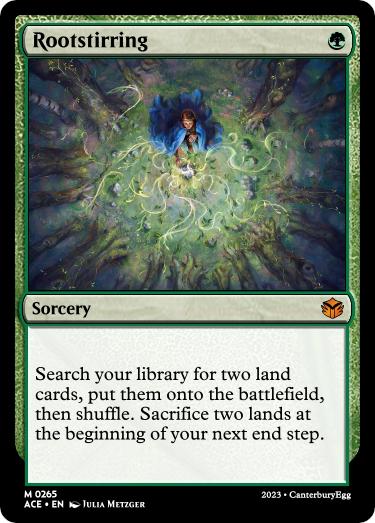 Rootstirring
Sorcery
Search your library for two land
cards, put them onto the battlefield,
then shuffle. Sacrifice two lands at
the beginning of your next end step.
M 0265
ACE • EN Julia Metzger
2023 • CanterburyEgg